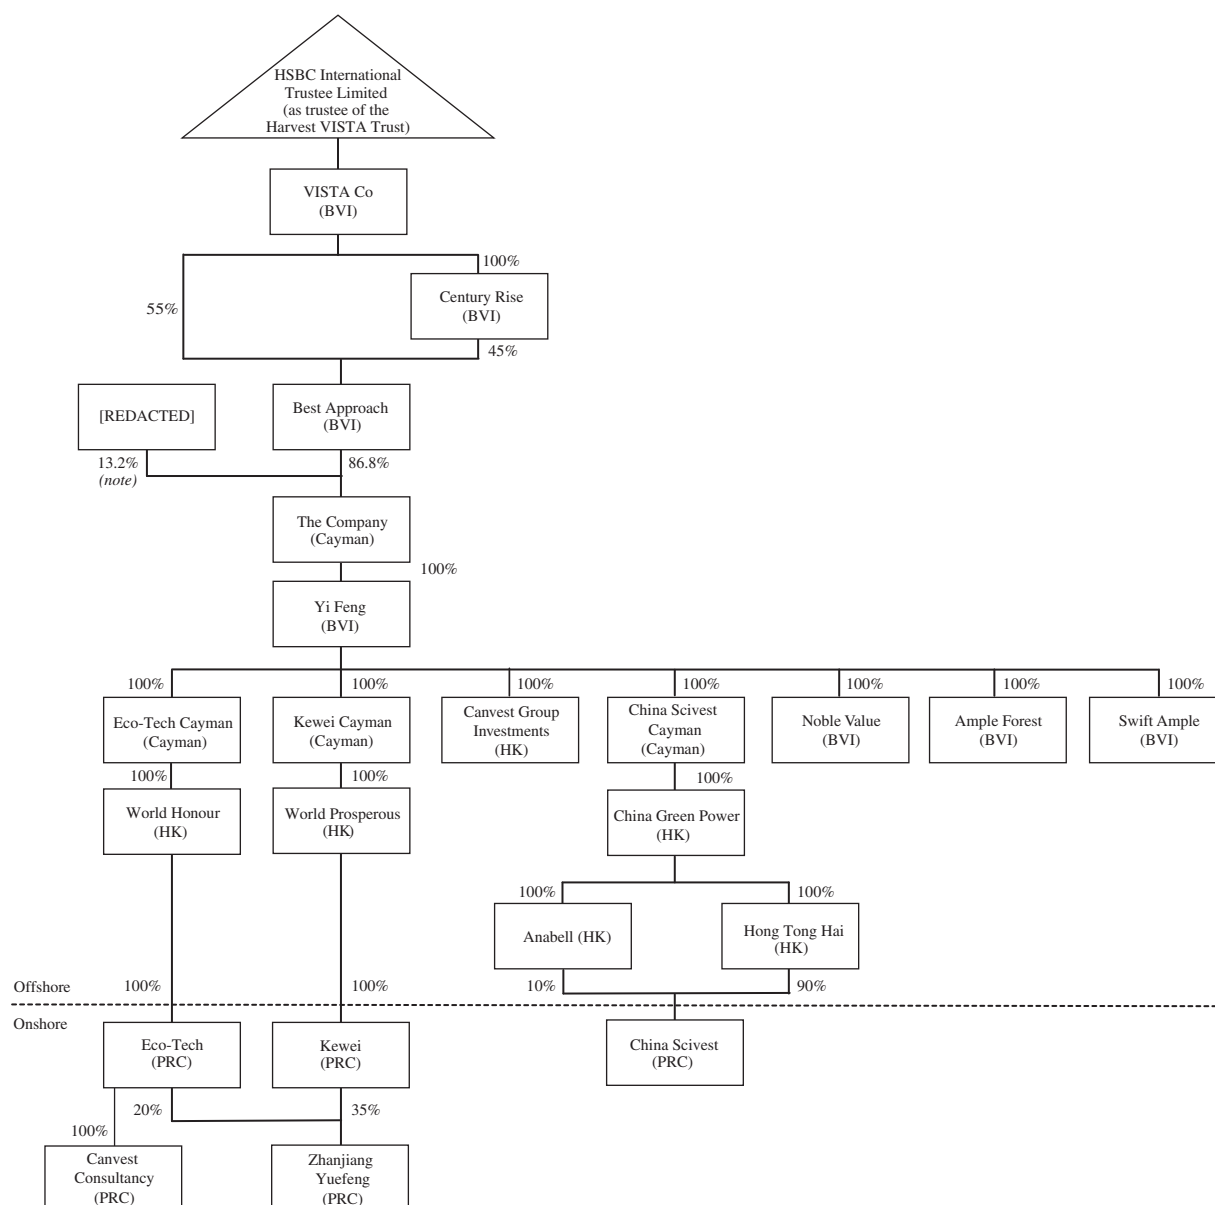 HSBC International
Trustee Limited
(as trustee of the
Harvest VISTA Trust)
VISTA Co
(BVI)
100%
Century Rise
(BVI)
55%
45%
[REDACTED]
Best Approach
(BVI)
13.2%
(note)
86.8%
The Company
(Cayman)
100%
Yi Feng
(BVI)
100%
100%
100%
100%
100%
100%
100%
Eco-Tech Cayman
(Cayman)
Kewei Cayman
(Cayman)
Canvest Group
Investments
(HK)
China Scivest
Cayman
(Cayman)
Noble Value
(BVI)
Ample Forest
(BVI)
Swift Ample
(BVI)
100%
100%
100%
World Honour
(HK)
World Prosperous
(HK)
China Green Power
(HK)
100%
100%
Anabell (HK)
Hong Tong Hai
(HK)
Offshore
100%
100%
10%
90%
Onshore
Eco-Tech
(PRC)
Kewei
(PRC)
China Scivest
(PRC)
20%
35%
100%
Canvest
Consultancy
(PRC)
Zhanjiang
Yuefeng
(PRC)